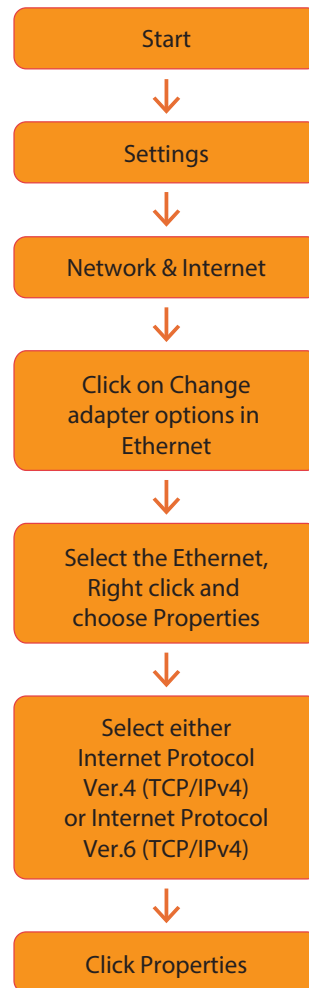 Start
Settings
Network & Internet
Click on Change
adapter options in
Ethernet
Select the Ethernet,
Right click and
choose Properties
Select either
Internet Protocol
Ver.4 (TCP/IPv4)
or Internet Protocol
Ver.6 (TCP/IPv4)
Click Properties